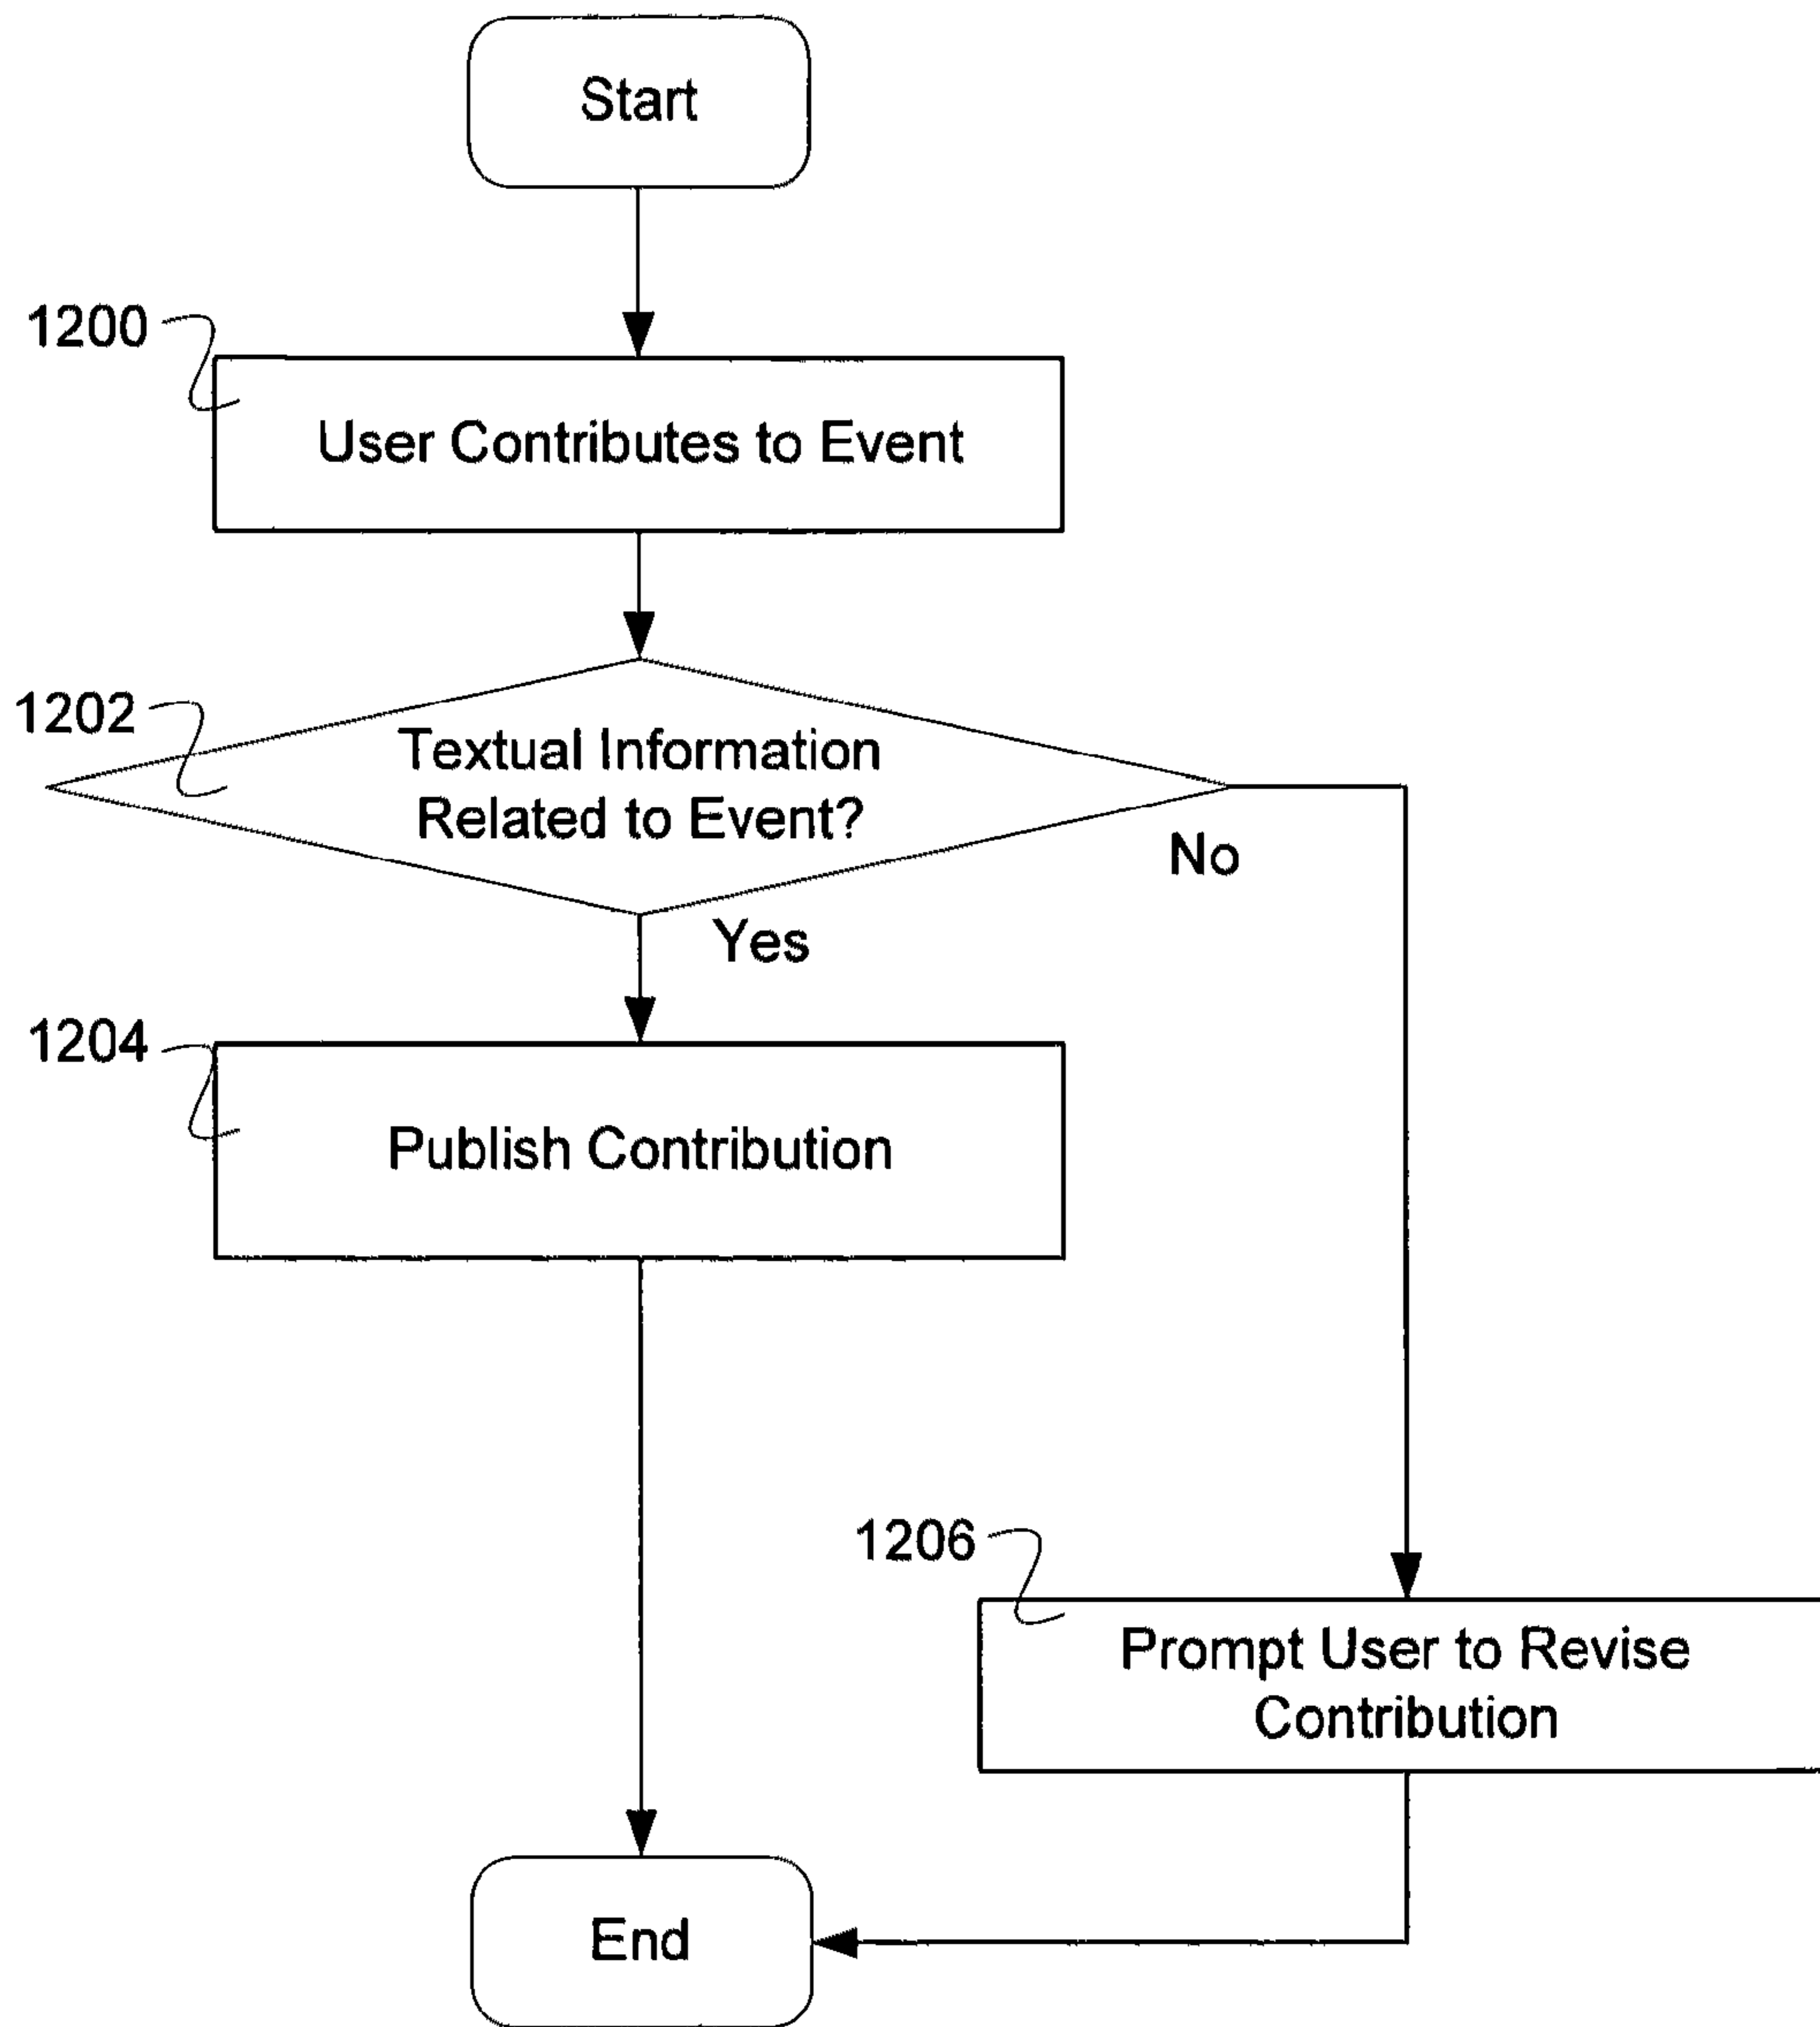 Start
1200
User Contributes to Event
1202
Textual Information
Related to Event?
No
Yes
1204
Publish Contribution
1206
Prompt User to Revise
Contribution
End